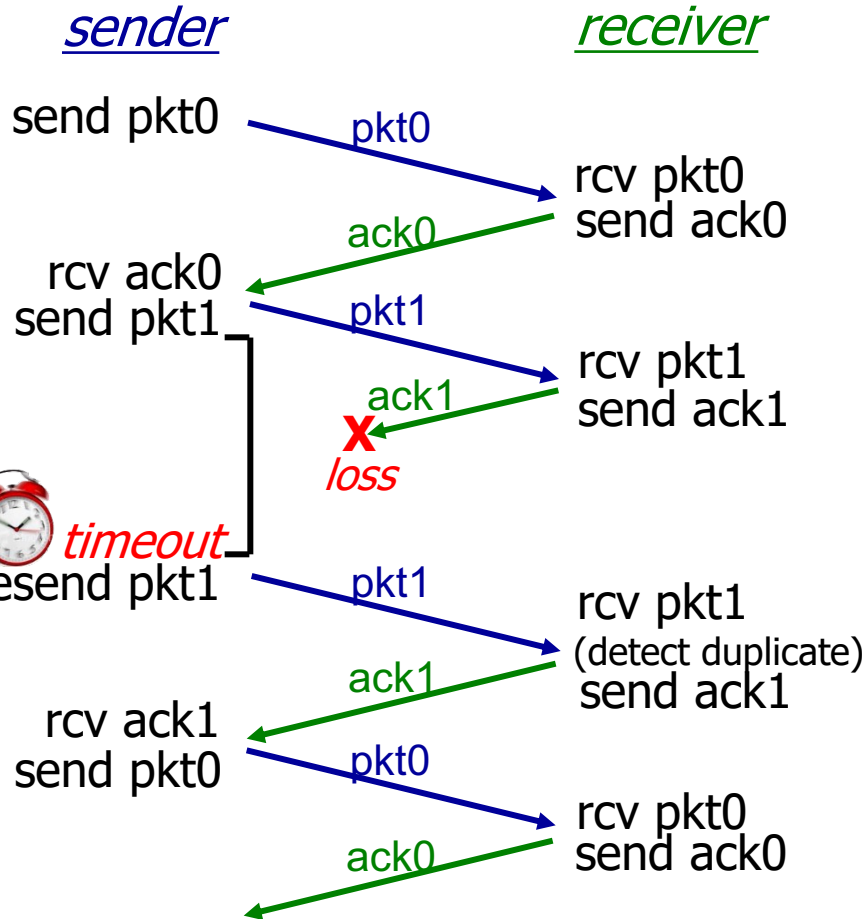 sender
receiver
send pkt0
pkt0
rcv pkt0
send ack0
ack0
rcv ack0
send pkt1
pkt1
rcv pkt1
send ack1
ack1
X
loss
timeout
esend pkt1
pkt1
rcv pkt1
(detect duplicate)
send ack1
ack1
rcv ack1
send pkt0
pkt0
rcv pkt0
send ack0
ack0